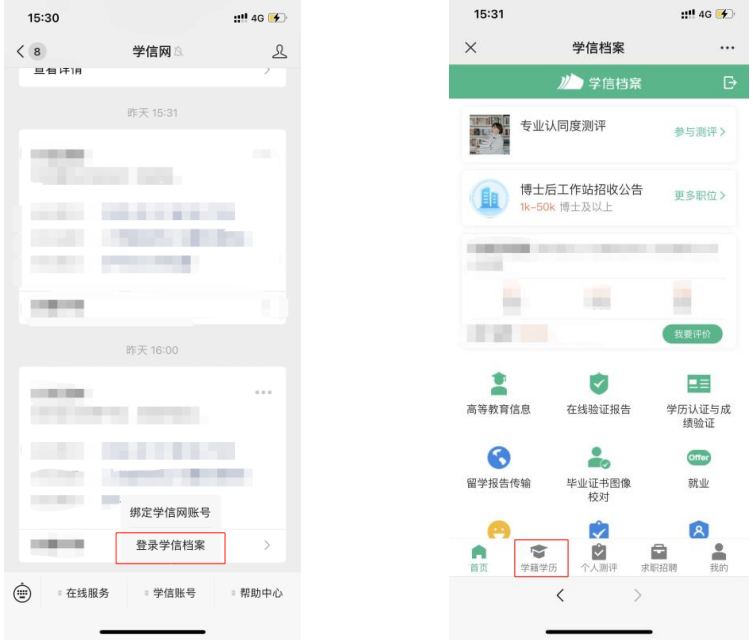 15:30
4G
8
学信网
查看详情
昨天 15:31
昨天 16:00
绑定学信网账号
登录学信档案
在线服务
学信账号
帮助中心
15:31
4G
学信档案
学信档案
专业认同度测评
参与测评
博士后工作站招收公告
1k-50k 博士及以上
更多职位
我要评价
高等教育信息
在线验证报告
学历认证与成
绩验证
Offer
留学报告传输
毕业证书图像
校对
就业
首页
学籍学历
个人测评
求职招聘
我的